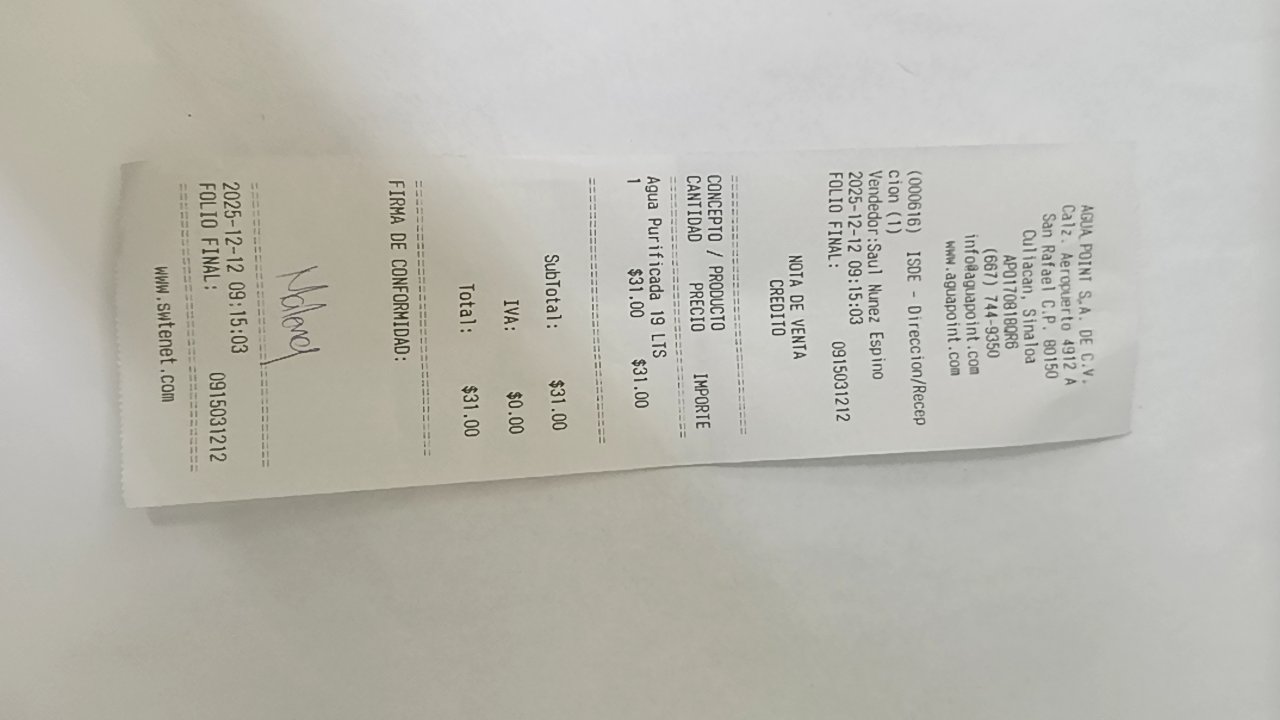 AGUA POINT S.A. DE C.V.
Calz. Aeropuerto 4912 A
San Rafael C.P. 80150
Culiacan, Sinaloa
APO170818QR6
(667) 744-9350
info@aguapoint.com
www.aguapoint.com
(000616) ISDE - Direccion/Recep
cion (1)
Vendedor:Saul Nunez Espino
2025-12-12 09:15:03
FOLIO FINAL: 0915031212
NOTA DE VENTA
CREDITO
CONCEPTO / PRODUCTO
CANTIDAD PRECIO IMPORTE
Agua Purificada 19 LTS
1 $31.00 $31.00
SubTotal: $31.00
IVA: $0.00
Total: $31.00
FIRMA DE CONFORMIDAD:
2025-12-12 09:15:03
FOLIO FINAL: 0915031212
www.swtenet.com